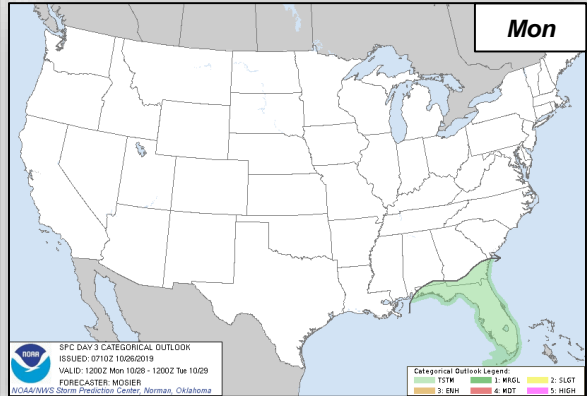 Mon
SPC DAY 3 CATEGORICAL OUTLOOK
ISSUED: 0710Z 10/26/2019
VALID: 1200Z Mon 10/28 - 1200Z Tue 10/29
FORECASTER: MOSIER
NOAA/NWS Storm Prediction Center, Norman, Oklahoma
NOAA
Categorical Outlook Legend:
TSTM 1: MRGL 2: SLGT
3: ENH 4: MDT 5: HIGH